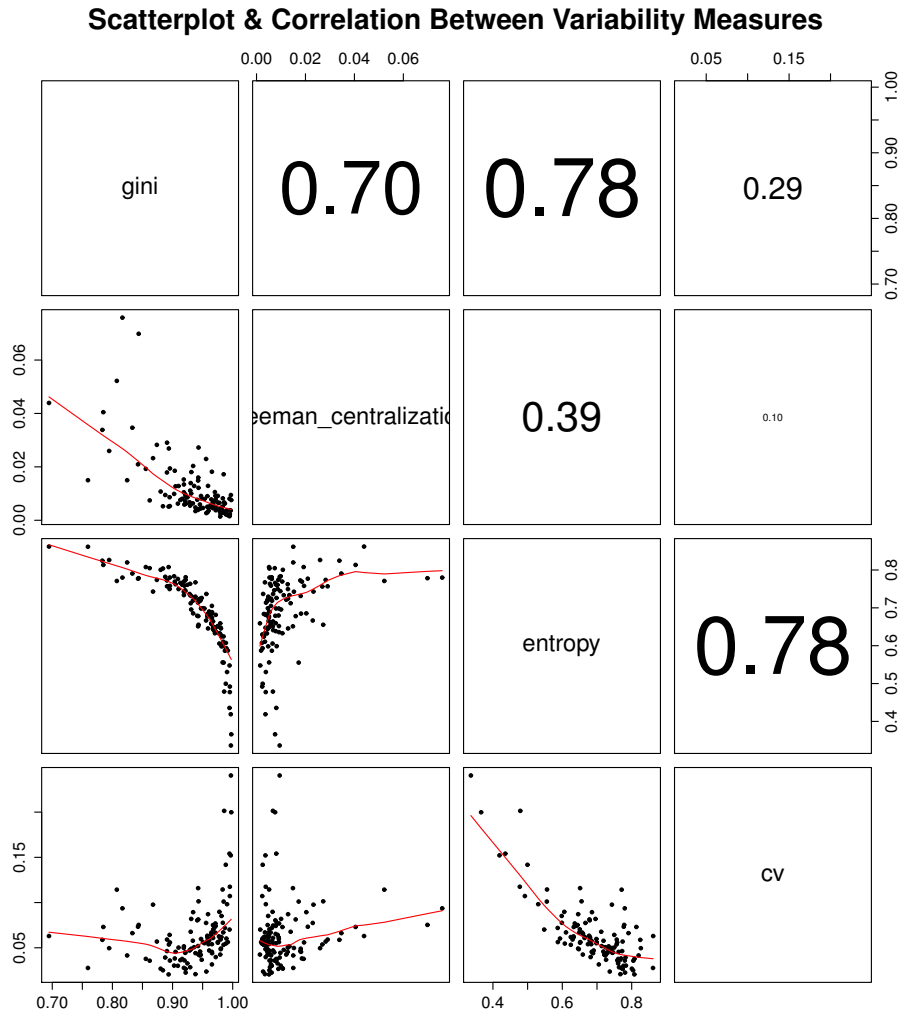 Scatterplot & Correlation Between Variability Measures
0.00 0.02 0.04 0.06
0.05 0.15
gini
0.70
0.78
0.29
1.00
0.90
0.80
0.70
0.06
0.04
0.02
0.00
eeman_centralizatio
0.39
0.10
entropy
0.78
0.8
0.7
0.6
0.5
0.4
0.15
0.05
cv
0.70 0.80 0.90 1.00
0.4 0.6 0.8